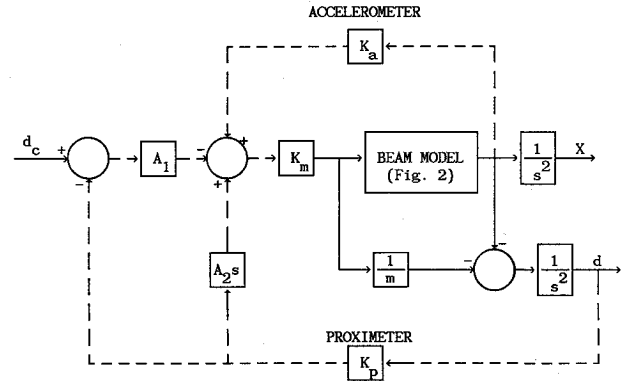 ACCELEROMETER
K_a
d_c
+
-
A_1
-
+
+
K_m
BEAM MODEL
(Fig. 2)
1
s^2
X
A_2s
1
m
-
-
1
s^2
d
PROXIMETER
K_p